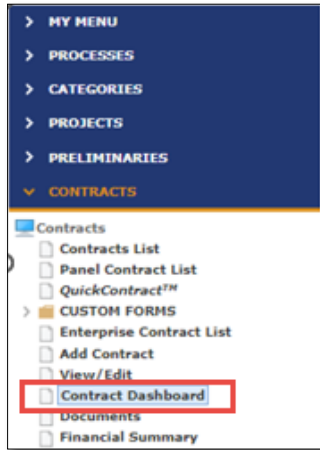 MY MENU
PROCESSES
CATEGORIES
PROJECTS
PRELIMINARIES
CONTRACTS
Contracts
Contracts List
Panel Contract List
QuickContract™
CUSTOM FORMS
Enterprise Contract List
Add Contract
View/Edit
Contract Dashboard
Documents
Financial Summary